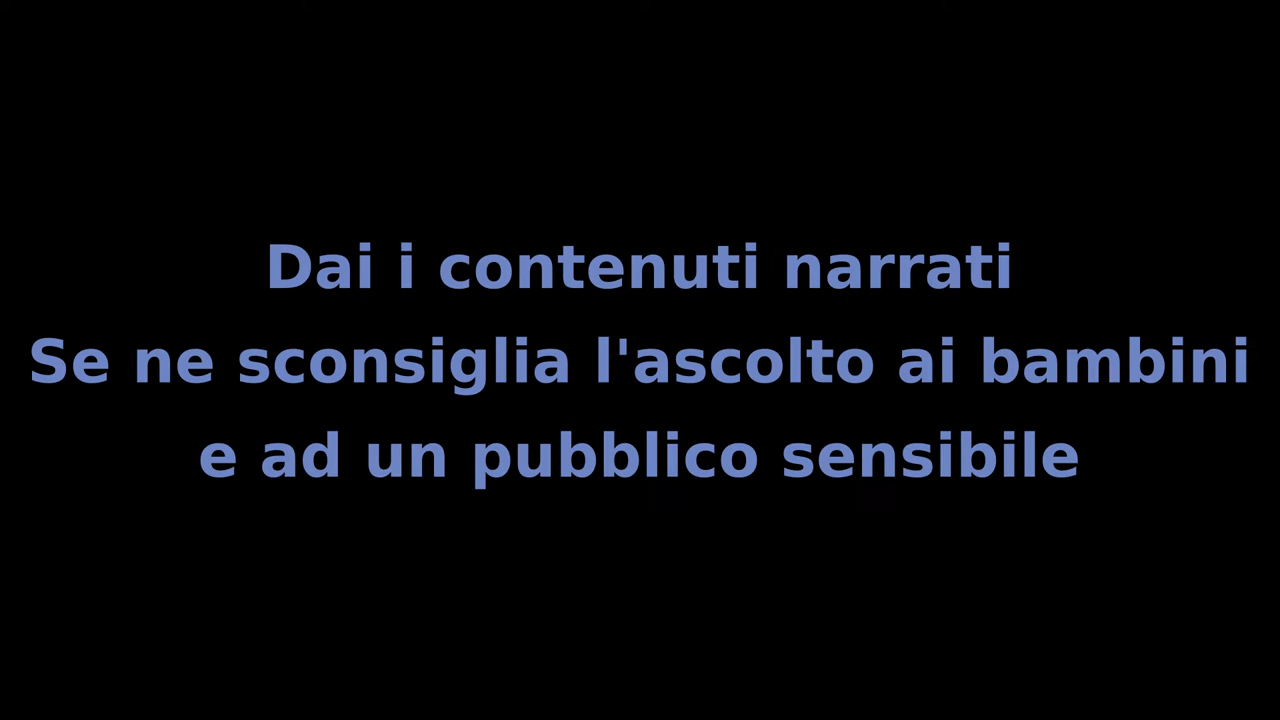 Dai i contenuti narrati
Se ne sconsiglia l'ascolto ai bambini
e ad un pubblico sensibile